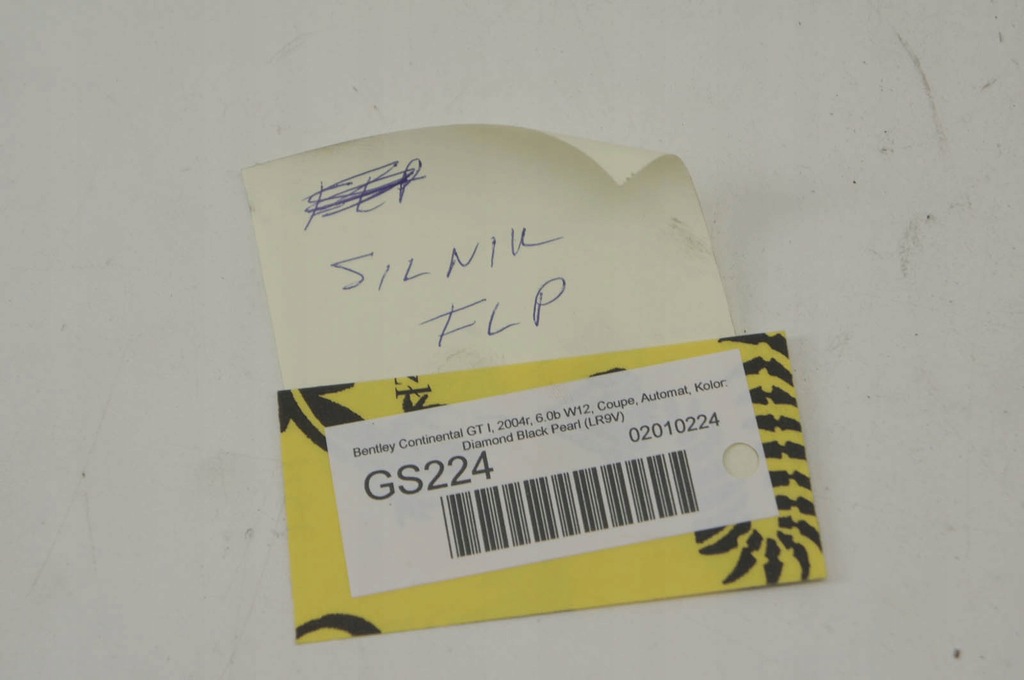 SILNIK
FLP
Bentley Continental GT I, 2004r, 6.0b W12, Coupe, Automat, Kolor:
Diamond Black Pearl (LR9V)
02010224
GS224